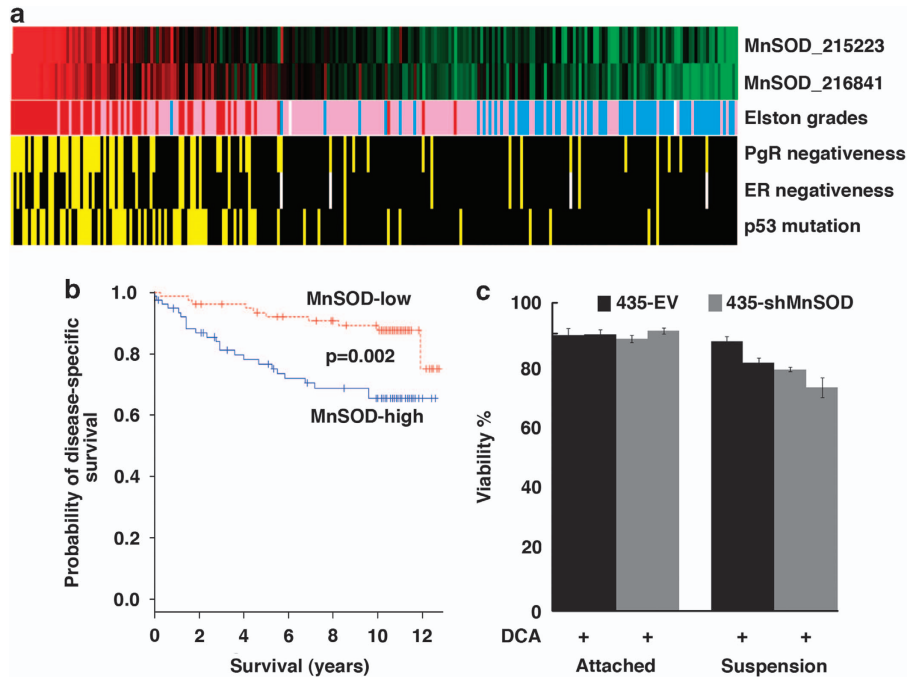 a
MnSOD_215223
MnSOD_216841
Elston grades
PgR negativeness
ER negativeness
p53 mutation
b
1.0
0.8
0.6
0.4
0.2
0.0
Probability of disease-specific
survival
MnSOD-low
p=0.002
MnSOD-high
0 2 4 6 8 10 12
Survival (years)
c
435-EV 435-shMnSOD
100
80
60
40
20
0
Viability %
DCA + + + +
Attached Suspension